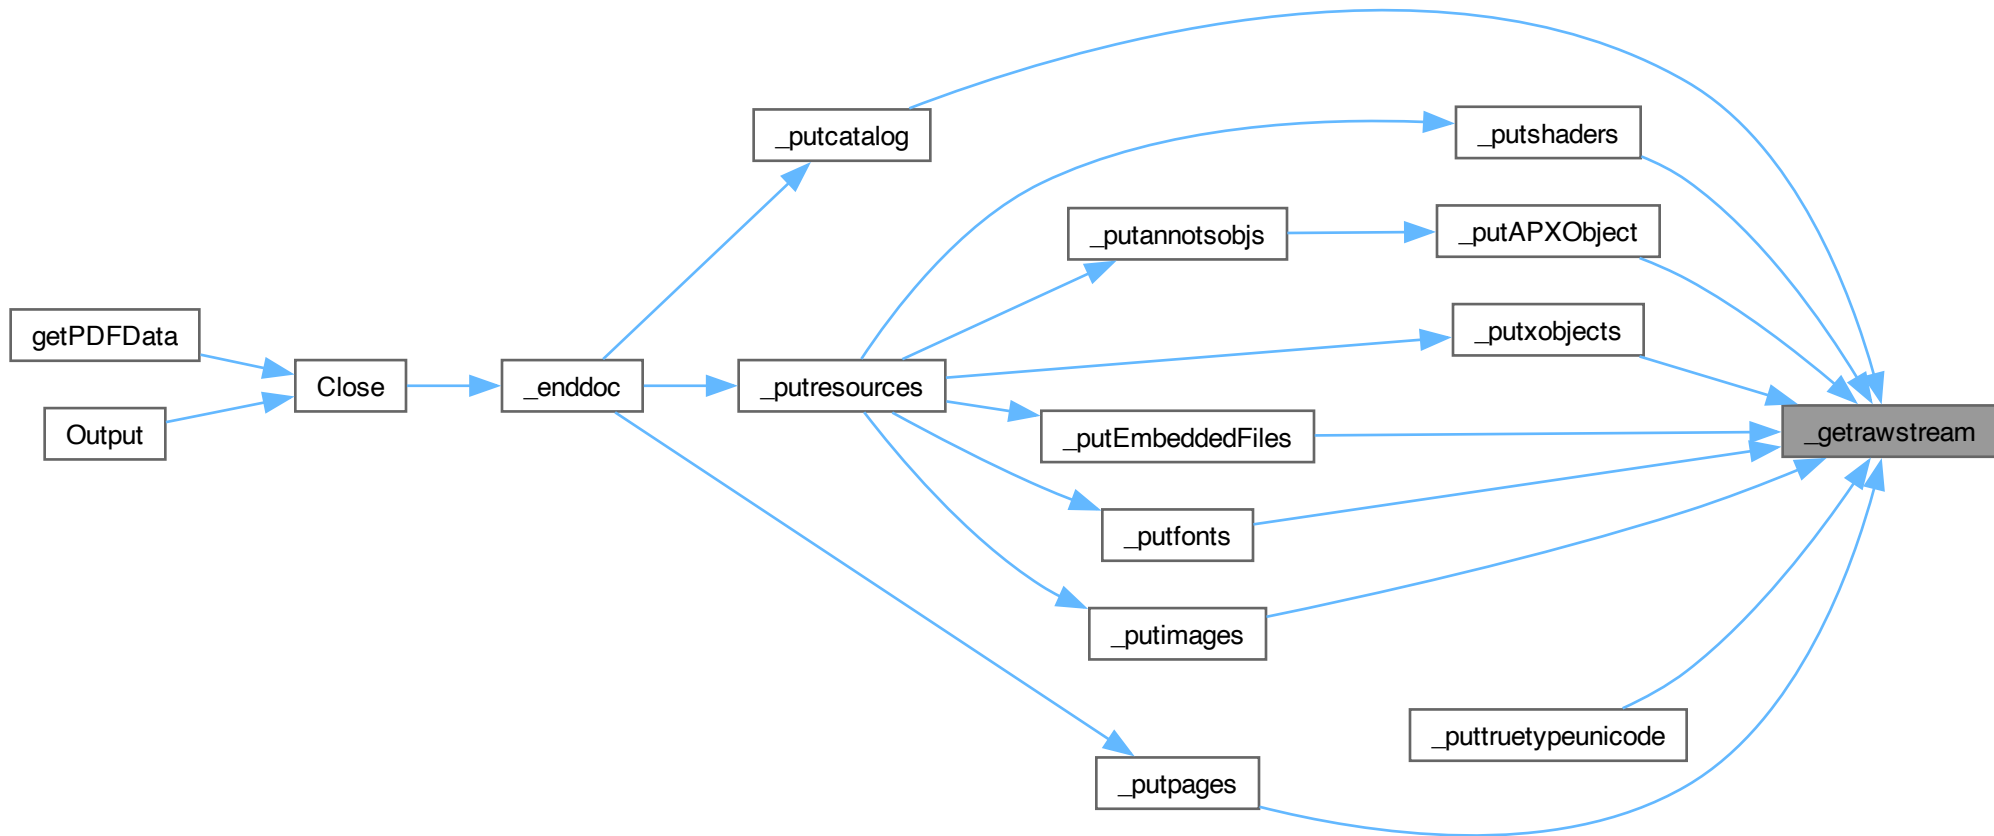 _putcatalog
_putshaders
_putannotsobjs
_putAPXObject
getPDFData
_putxobjects
Close
_enddoc
_putresources
Output
_putEmbeddedFiles
_getrawstream
_putfonts
_putimages
_puttruetypeunicode
_putpages